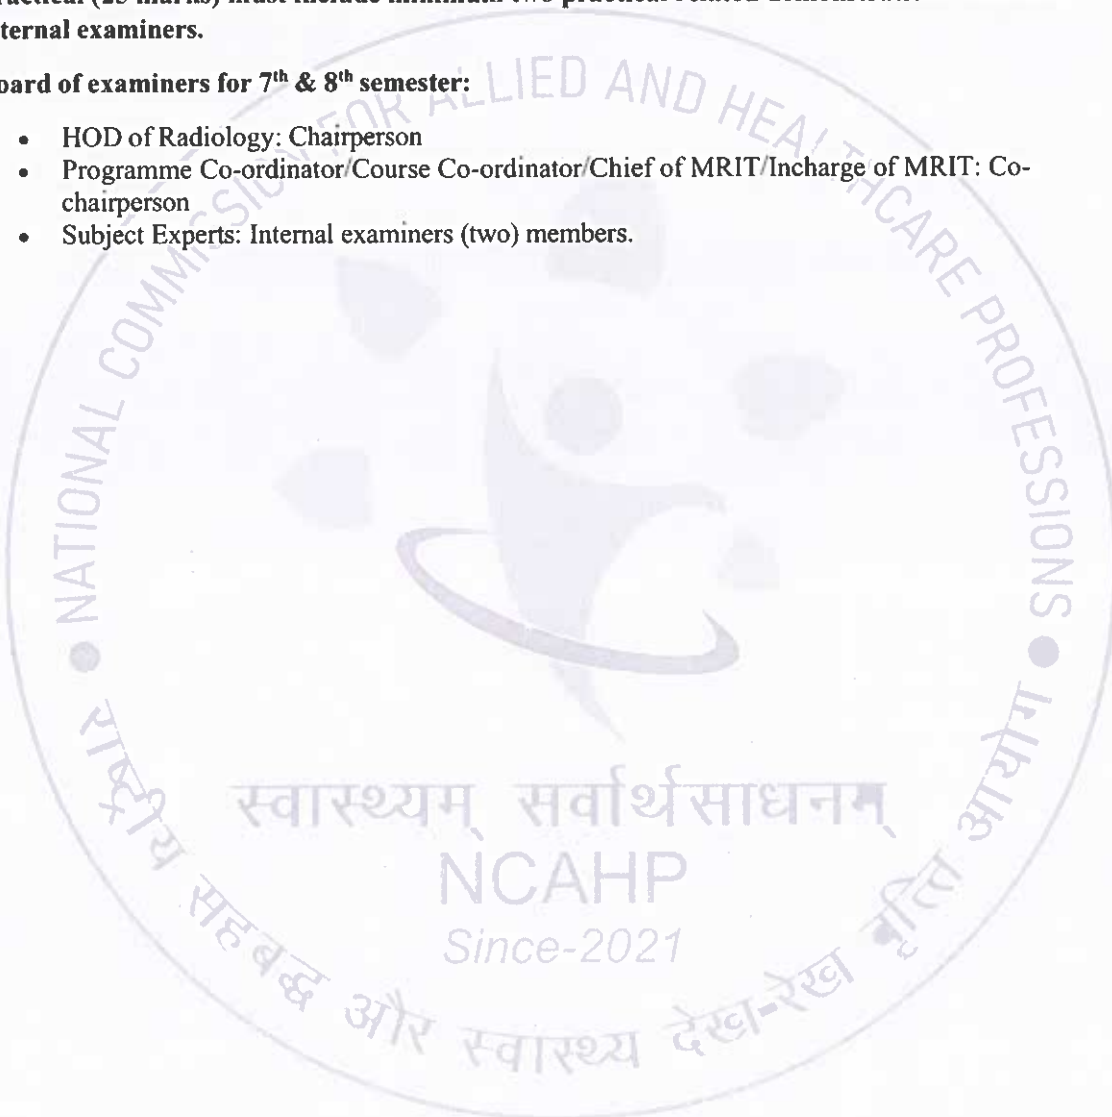 ternal examiners.
oard of examiners for 7th & 8th semester:
• HOD of Radiology: Chairperson
• Programme Co-ordinator/Course Co-ordinator/Chief of MRIT/Incharge of MRIT: Co-
chairperson
• Subject Experts: Internal examiners (two) members.
NATIONAL COMMISSION FOR ALLIED AND HEALTHCARE PROFESSIONS
स्वास्थ्यम् सर्वार्थसाधनम्
NCAHP
Since-2021
राष्ट्रीय सहबद्ध और स्वास्थ्य देख-रेख वृत्ति आयोग